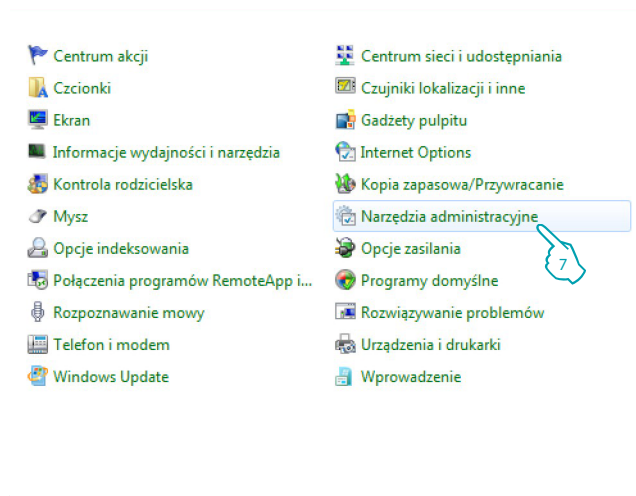 Centrum akcji
Centrum sieci i udostępniania
Czcionki
Czujniki lokalizacji i inne
Ekran
Gadżety pulpitu
Informacje wydajności i narzędzia
Internet Options
Kontrola rodzicielska
Kopia zapasowa/Przywracanie
Mysz
Narzędzia administracyjne
Opcje indeksowania
Opcje zasilania
7
Połączenia programów RemoteApp i...
Programy domyślne
Rozpoznawanie mowy
Rozwiązywanie problemów
Telefon i modem
Urządzenia i drukarki
Windows Update
Wprowadzenie